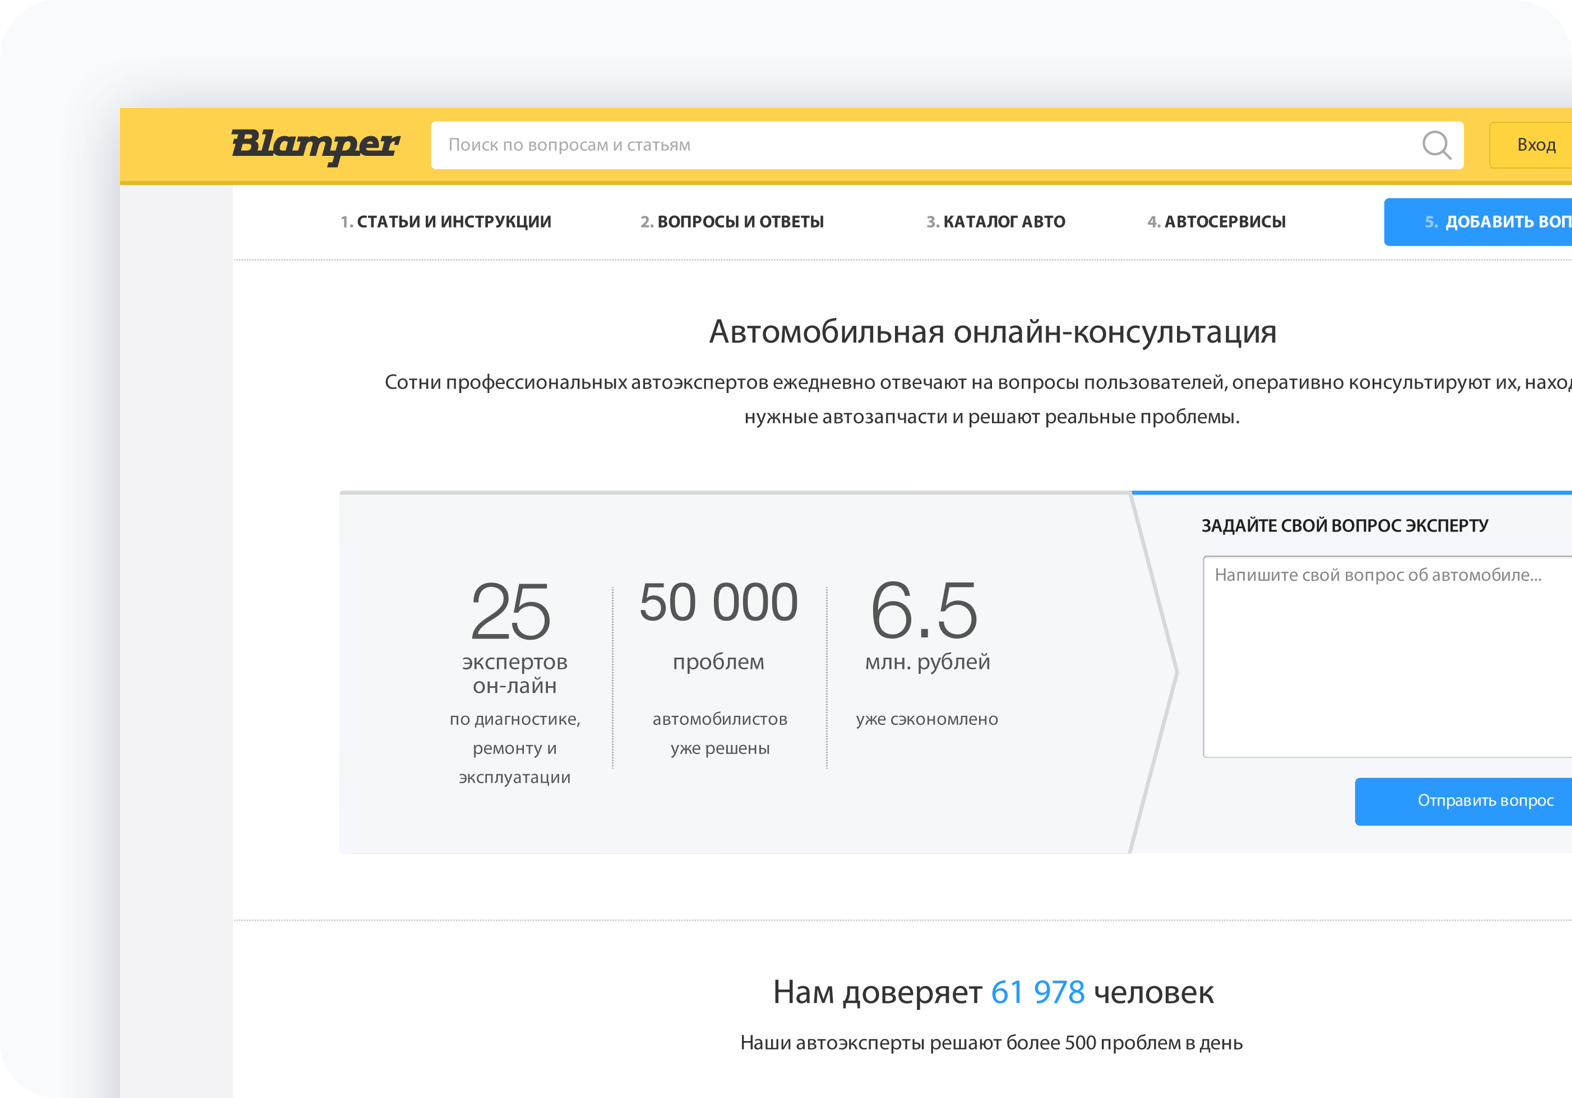 Blamper
Поиск по вопросам и статьям
Вход
1. СТАТЬИ И ИНСТРУКЦИИ
2. ВОПРОСЫ И ОТВЕТЫ
3. КАТАЛОГ АВТО
4. АВТОСЕРВИСЫ
5. ДОБАВИТЬ ВОП
Автомобильная онлайн-консультация
Сотни профессиональных автоэкспертов ежедневно отвечают на вопросы пользователей, оперативно консультируют их, наход
нужные автозапчасти и решают реальные проблемы.
25
экспертов
он-лайн
по диагностике,
ремонту и
эксплуатации
50 000
проблем
автомобилистов
уже решены
6.5
млн. рублей
уже сэкономлено
ЗАДАЙТЕ СВОЙ ВОПРОС ЭКСПЕРТУ
Напишите свой вопрос об автомобиле...
Отправить вопрос
Нам доверяет 61 978 человек
Наши автоэксперты решают более 500 проблем в день